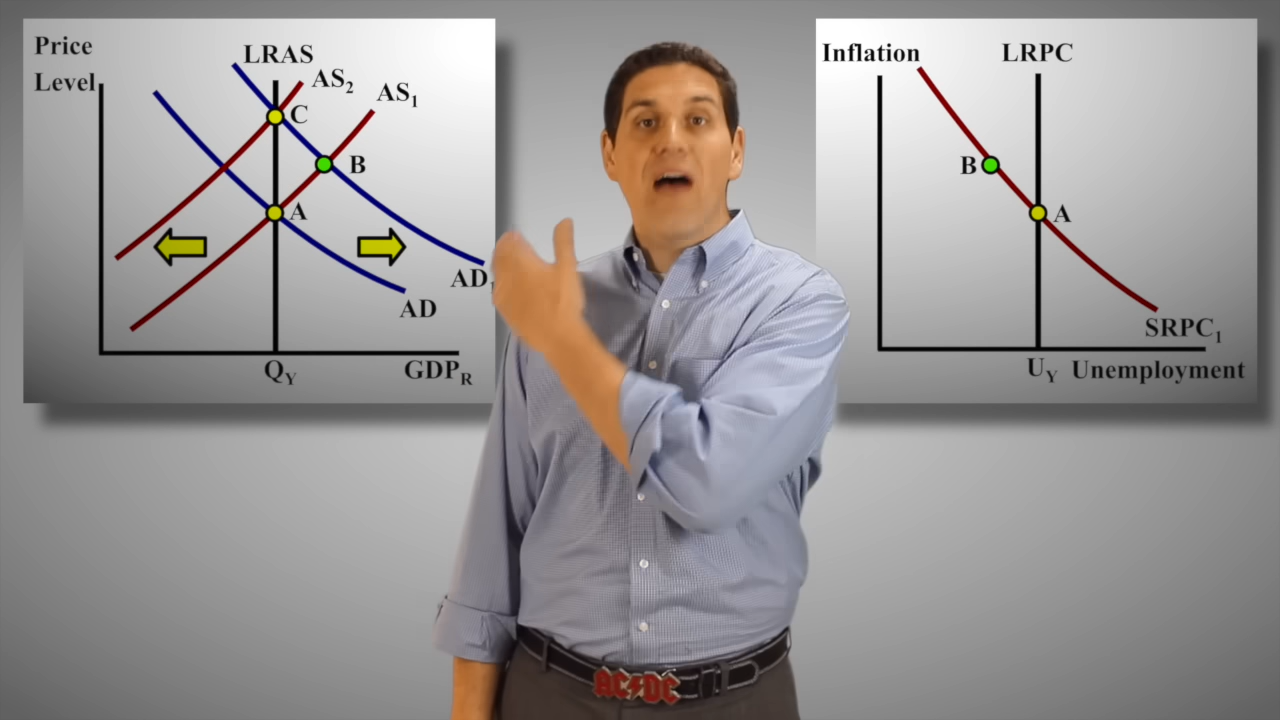 Price
Level
LRAS
AS2
AS1
C
B
A
AD1
AD
QY
GDPR
Inflation
LRPC
B
A
SRPC1
UY
Unemployment
AC⚡DC